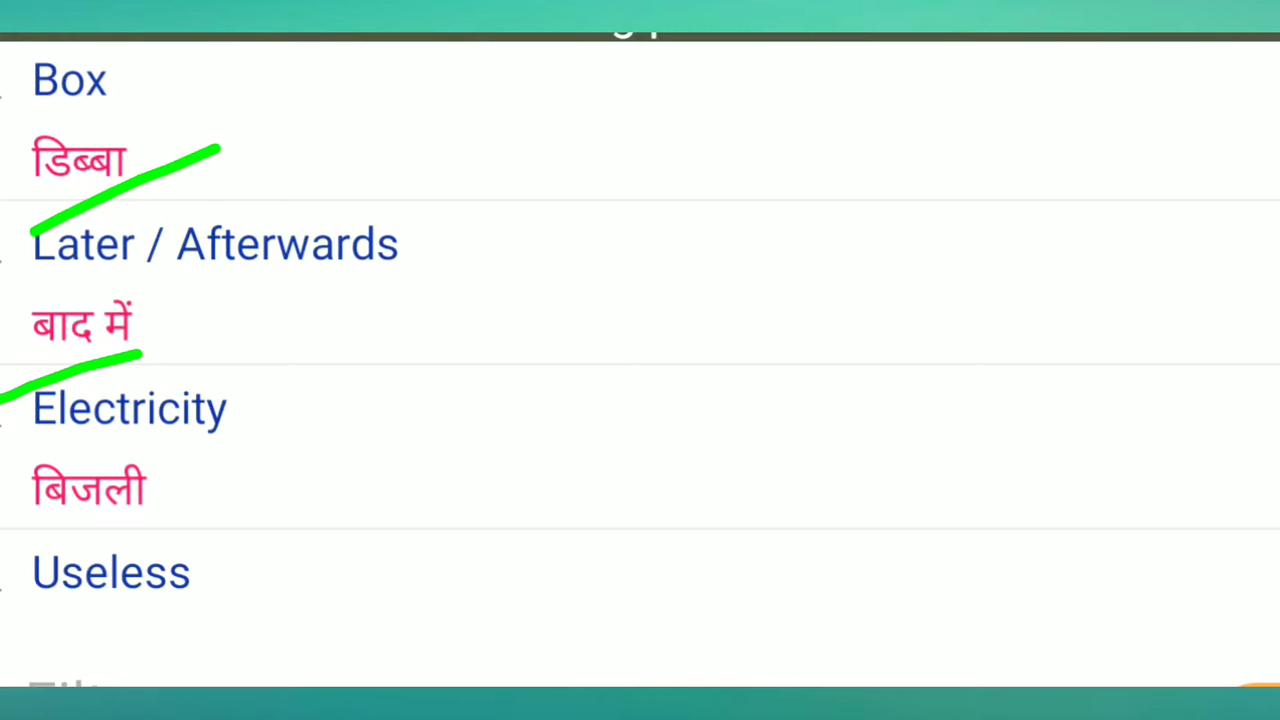 Box
डिब्बा
Later / Afterwards
बाद में
Electricity
बिजली
Useless